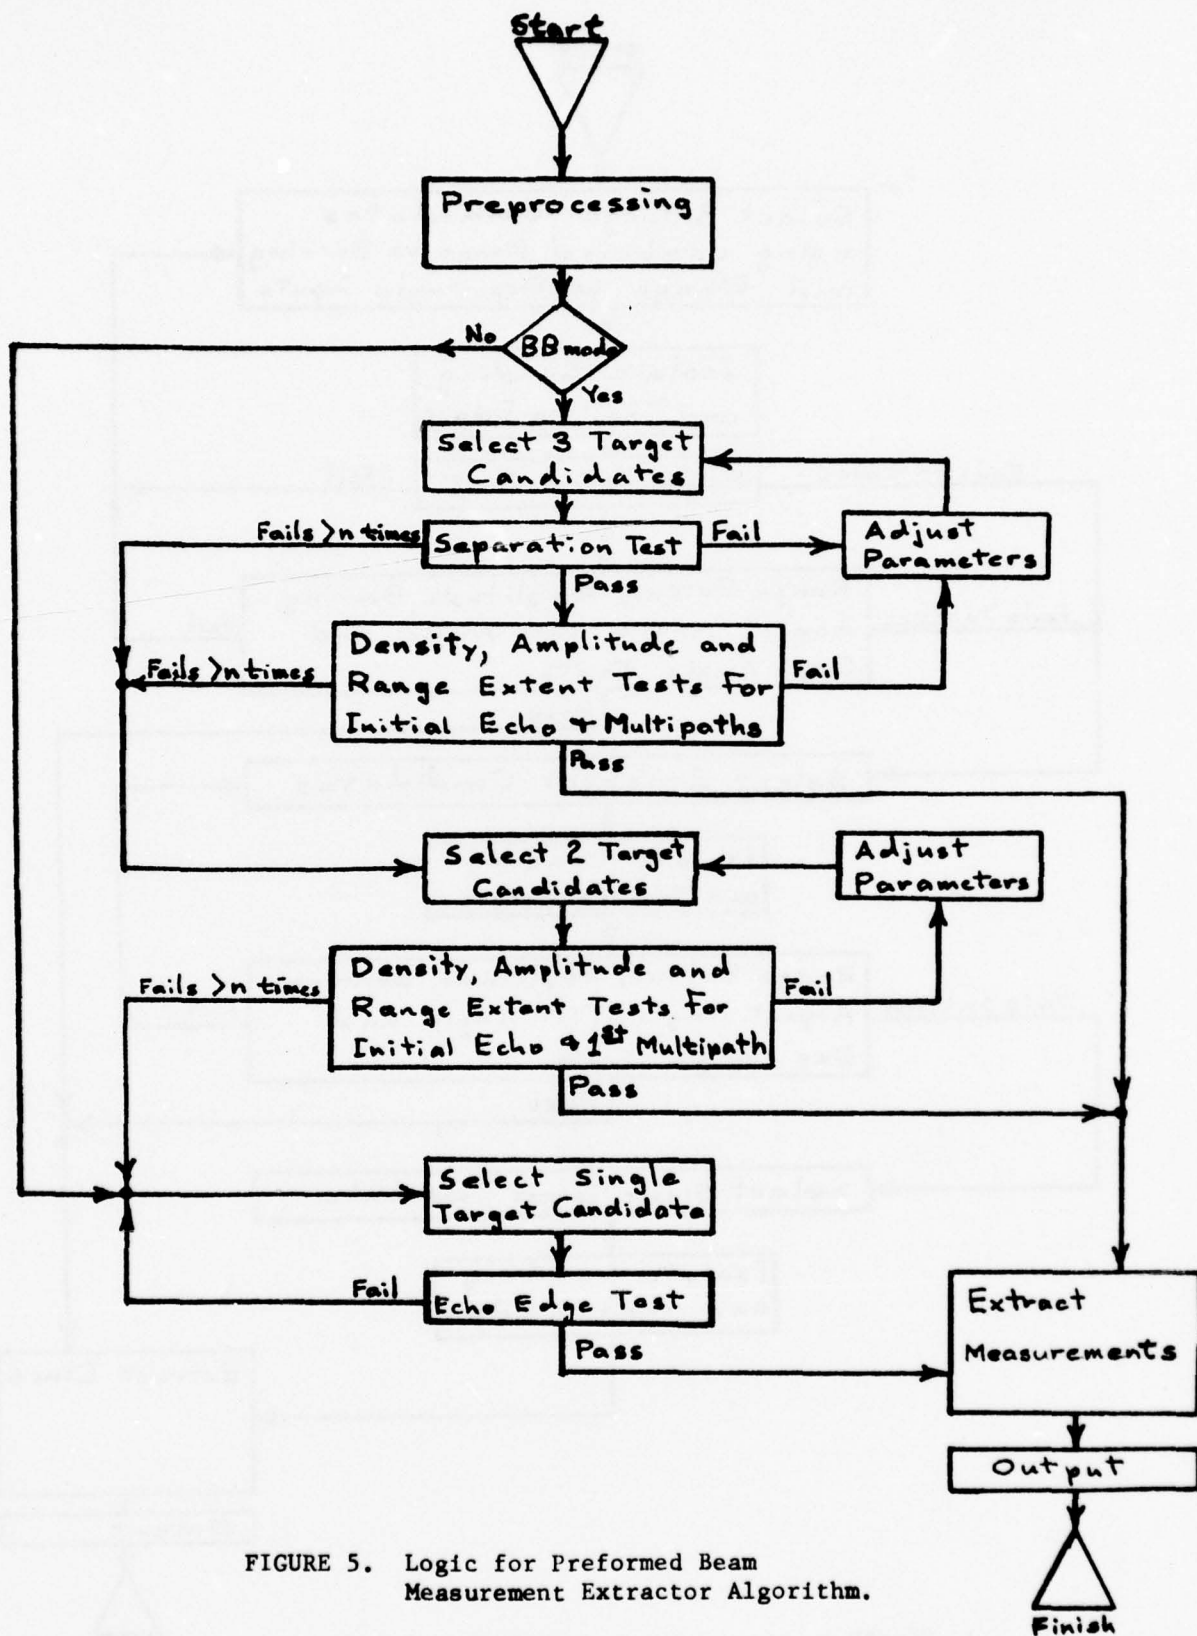 Start
Preprocessing
No
BB mode
Yes
Select 3 Target
Candidates
Fails >n times
Separation Test
Fail
Adjust
Parameters
Pass
Fails >n times
Density, Amplitude and
Range Extent Tests for
Initial Echo + Multipaths
Fail
Pass
Select 2 Target
Candidates
Adjust
Parameters
Fails >n times
Density, Amplitude and
Range Extent Tests for
Initial Echo + 1st Multipath
Fail
Pass
Select Single
Target Candidate
Fail
Echo Edge Test
Pass
Extract
Measurements
Output
Finish
FIGURE 5. Logic for Preformed Beam
Measurement Extractor Algorithm.